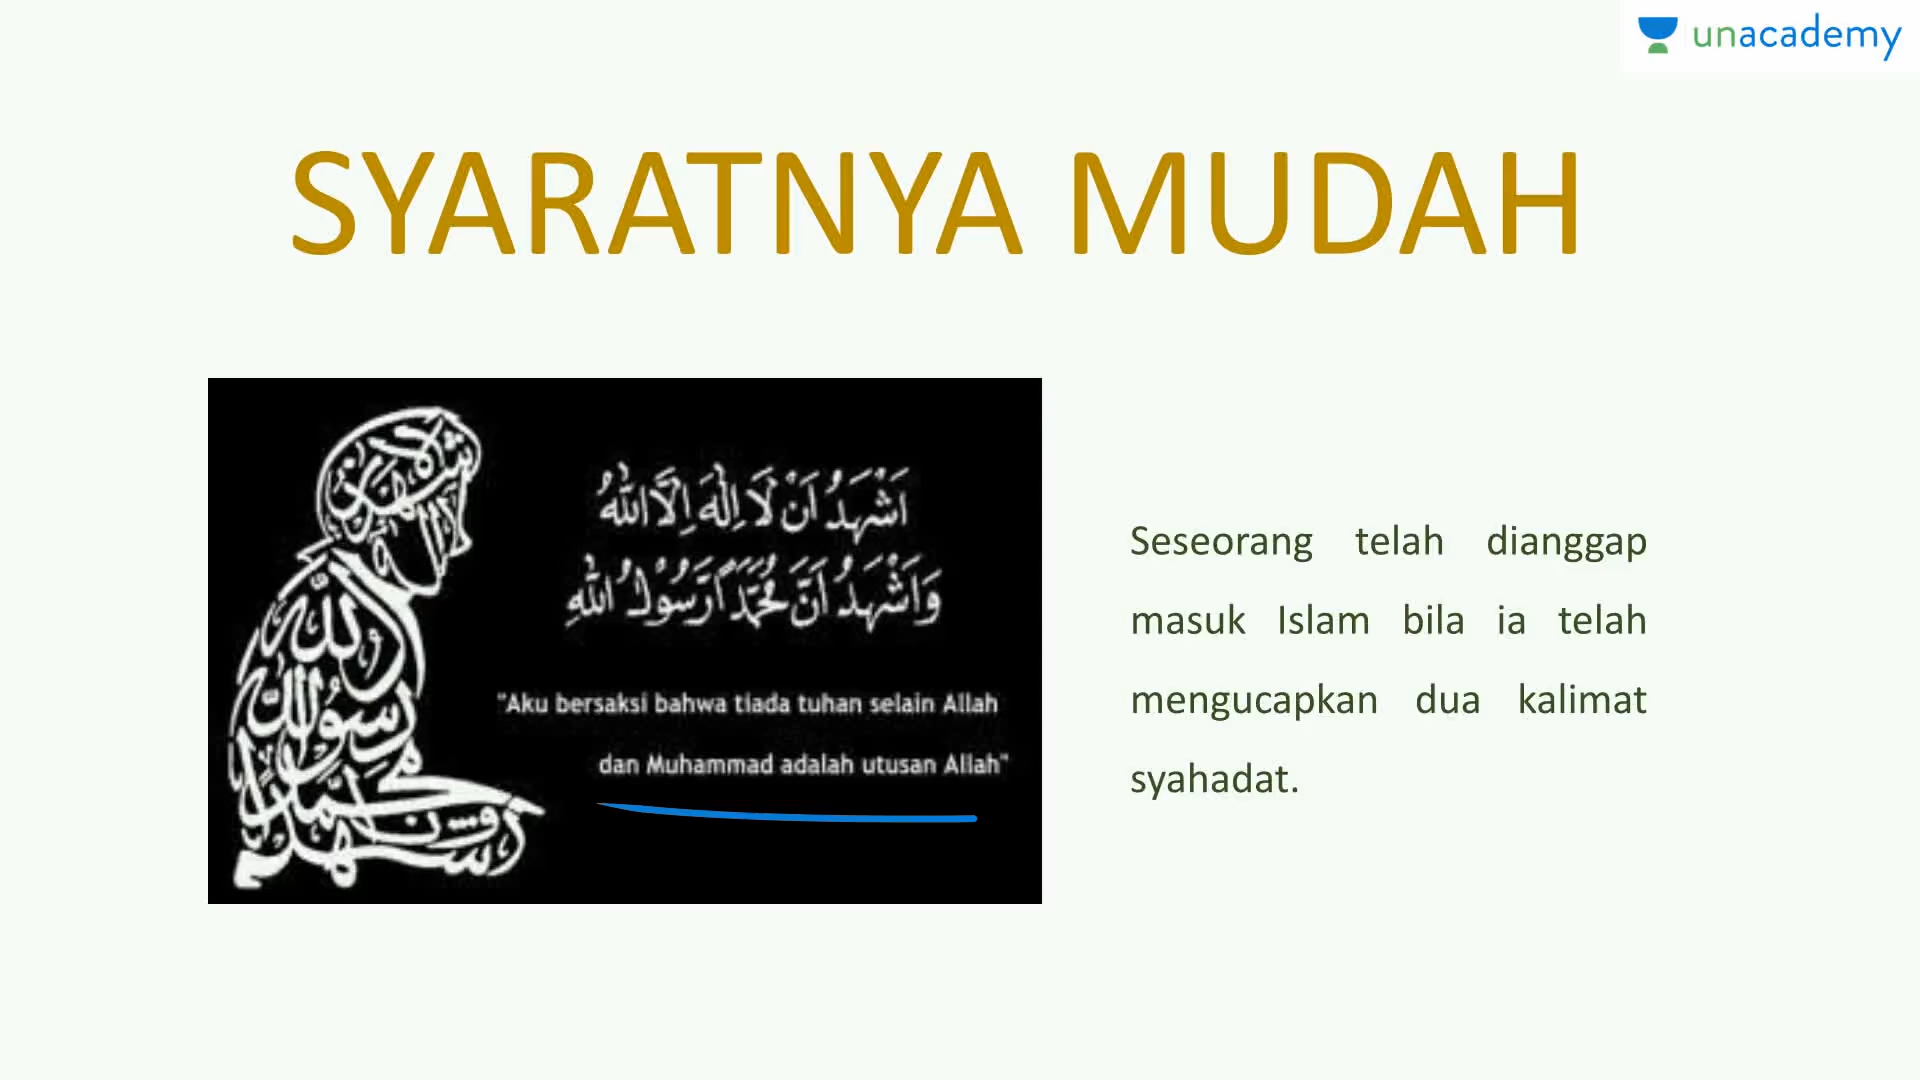 unacademy
SYARATNYA MUDAH
اَشْهَدُ اَنْ لَا اِلٰهَ اِلَّا اللّٰهُ
وَاَشْهَدُ اَنَّ مُحَمَّدًا رَّسُوْلُ اللّٰهِ
"Aku bersaksi bahwa tiada tuhan selain Allah
dan Muhammad adalah utusan Allah"
Seseorang telah dianggap
masuk Islam bila ia telah
mengucapkan dua kalimat
syahadat.